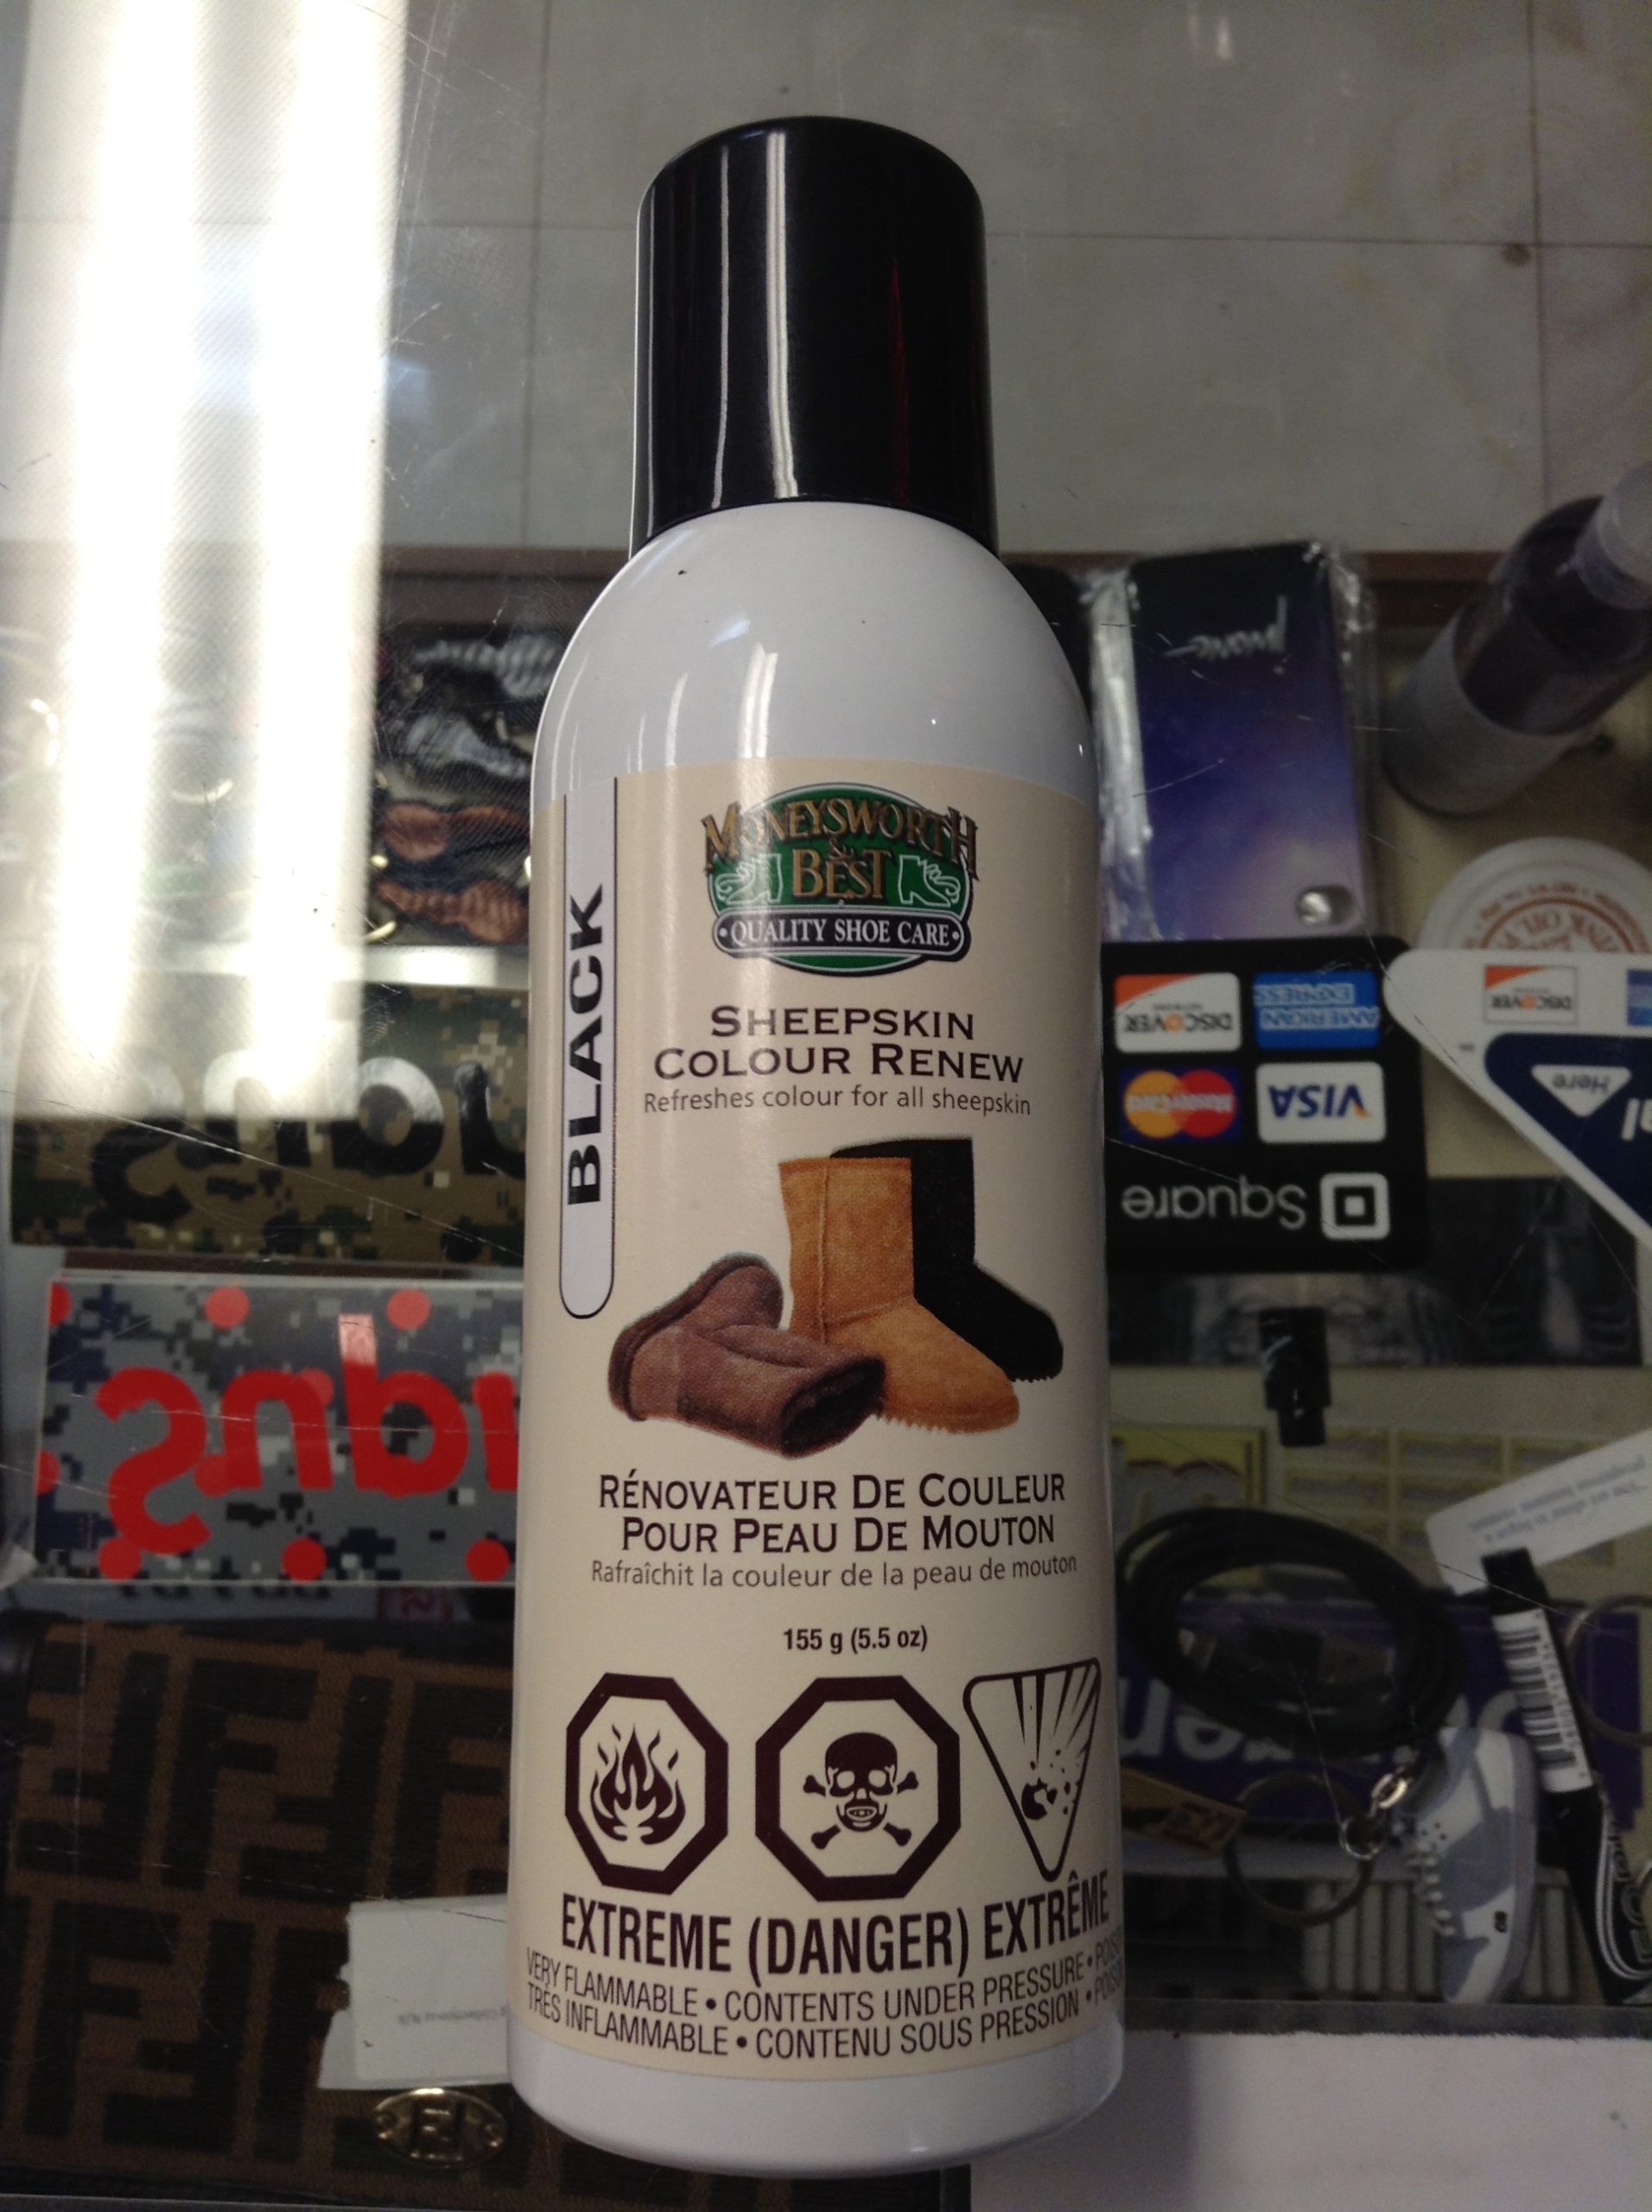 MONEYSWORTH
&
BEST
QUALITY SHOE CARE
BLACK
SHEEPSKIN
COLOUR RENEW
Refreshes colour for all sheepskin
RÉNOVATEUR DE COULEUR
POUR PEAU DE MOUTON
Rafraîchit la couleur de la peau de mouton
155 g (5.5 oz)
EXTREME (DANGER) EXTRÊME
VERY FLAMMABLE • CONTENTS UNDER PRESSURE •
TRÈS INFLAMMABLE • CONTENU SOUS PRESSION •
DISCOVER
AMERICAN
EXPRESS
MasterCard
VISA
Square
DISCOVER
Here